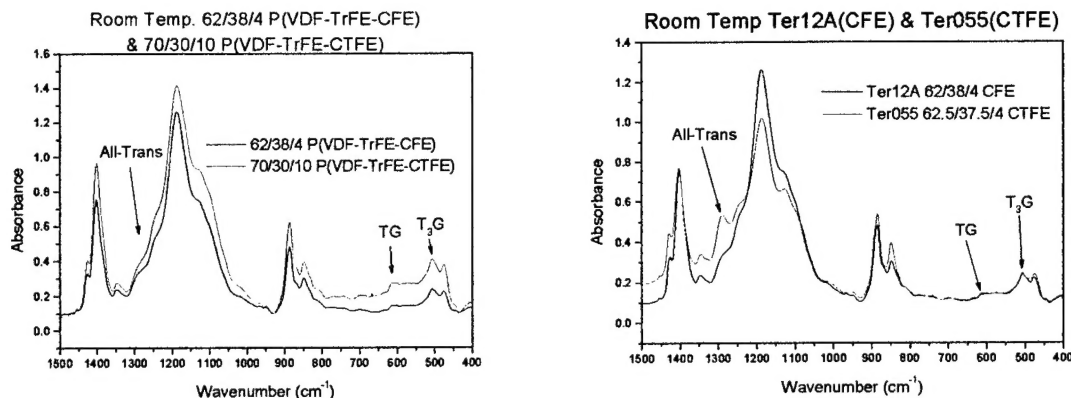 Room Temp. 62/38/4 P(VDF-TrFE-CFE)
& 70/30/10 P(VDF-TrFE-CTFE)
1.6
1.4
1.2
1.0
0.8
0.6
0.4
0.2
0.0
Absorbance
All-Trans
62/38/4 P(VDF-TrFE-CFE)
70/30/10 P(VDF-TrFE-CTFE)
TG
T₃G
1500 1400 1300 1200 1100 1000 900 800 700 600 500 400
Wavenumber (cm⁻¹)
Room Temp Ter12A(CFE) & Ter055(CTFE)
1.4
1.2
1.0
0.8
0.6
0.4
0.2
0.0
Absorbance
All-Trans
Ter12A 62/38/4 CFE
Ter055 62.5/37.5/4 CTFE
TG
T₃G
1500 1400 1300 1200 1100 1000 900 800 700 600 500 400
Wavenumber (cm⁻¹)